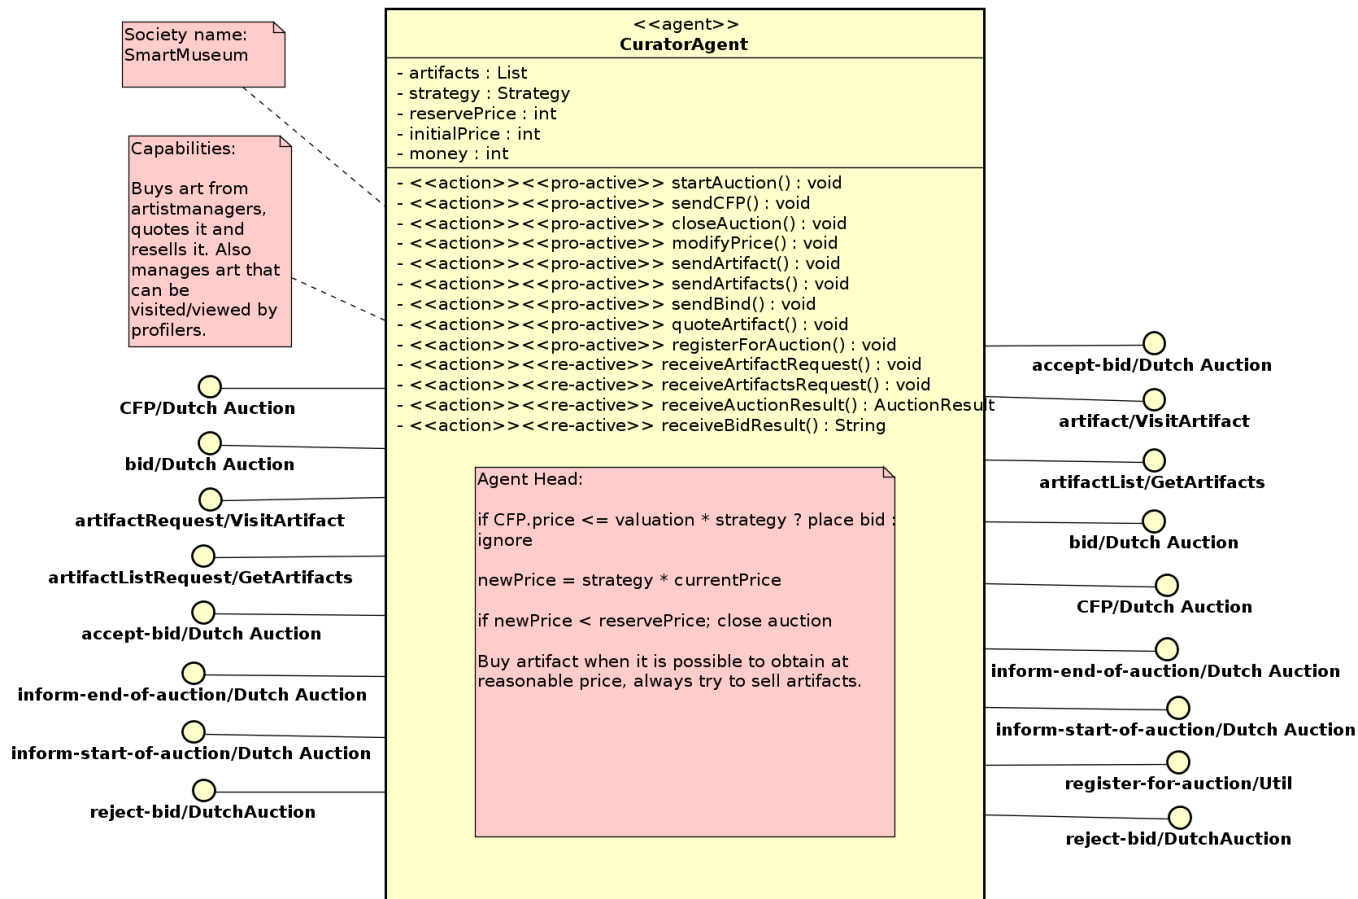 Society name:
SmartMuseum
Capabilities:
Buys art from
artistmanagers,
quotes it and
resells it. Also
manages art that
can be
visited/viewed by
profilers.
CFP/Dutch Auction
bid/Dutch Auction
artifactRequest/VisitArtifact
artifactListRequest/GetArtifacts
accept-bid/Dutch Auction
inform-end-of-auction/Dutch Auction
inform-start-of-auction/Dutch Auction
reject-bid/DutchAuction
<<agent>>
CuratorAgent
- artifacts : List
- strategy : Strategy
- reservePrice : int
- initialPrice : int
- money : int
- <<action>><<pro-active>> startAuction() : void
- <<action>><<pro-active>> sendCFP() : void
- <<action>><<pro-active>> closeAuction() : void
- <<action>><<pro-active>> modifyPrice() : void
- <<action>><<pro-active>> sendArtifact() : void
- <<action>><<pro-active>> sendArtifacts() : void
- <<action>><<pro-active>> sendBind() : void
- <<action>><<pro-active>> quoteArtifact() : void
- <<action>><<pro-active>> registerForAuction() : void
- <<action>><<re-active>> receiveArtifactRequest() : void
- <<action>><<re-active>> receiveArtifactsRequest() : void
- <<action>><<re-active>> receiveAuctionResult() : AuctionResult
- <<action>><<re-active>> receiveBidResult() : String
Agent Head:
if CFP.price <= valuation * strategy ? place bid :
ignore
newPrice = strategy * currentPrice
if newPrice < reservePrice; close auction
Buy artifact when it is possible to obtain at
reasonable price, always try to sell artifacts.
accept-bid/Dutch Auction
artifact/VisitArtifact
artifactList/GetArtifacts
bid/Dutch Auction
CFP/Dutch Auction
inform-end-of-auction/Dutch Auction
inform-start-of-auction/Dutch Auction
register-for-auction/Util
reject-bid/DutchAuction